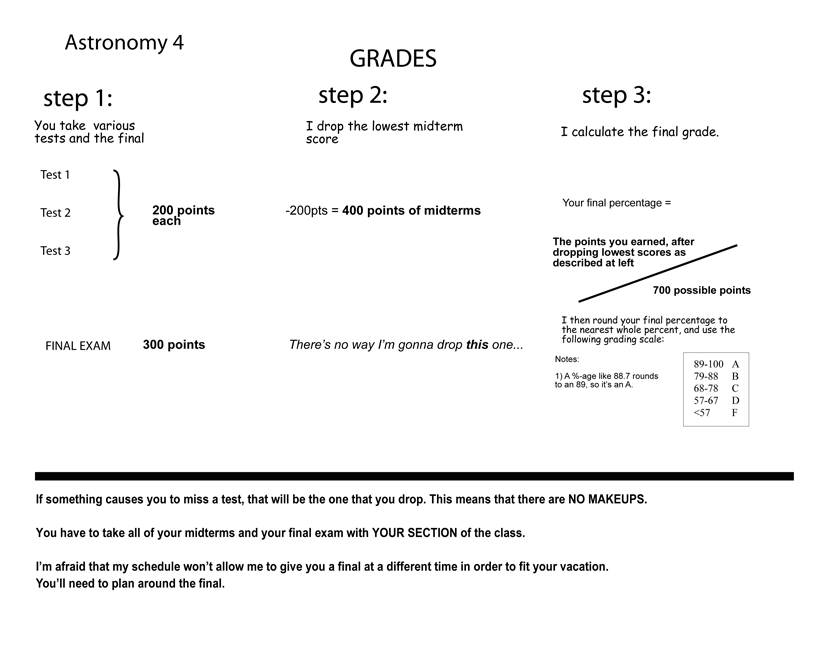 Astronomy 4
GRADES
step 1:
You take various
tests and the final
Test 1
Test 2
Test 3
200 points
each
FINAL EXAM
300 points
step 2:
I drop the lowest midterm
score
-200pts = 400 points of midterms
There's no way I'm gonna drop this one...
step 3:
I calculate the final grade.
Your final percentage =
The points you earned, after
dropping lowest scores as
described at left
700 possible points
I then round your final percentage to
the nearest whole percent, and use the
following grading scale:
Notes:
1) A %-age like 88.7 rounds
to an 89, so it's an A.
89-100 A
79-88 B
68-78 C
57-67 D
<57 F
If something causes you to miss a test, that will be the one that you drop. This means that there are NO MAKEUPS.
You have to take all of your midterms and your final exam with YOUR SECTION of the class.
I'm afraid that my schedule won't allow me to give you a final at a different time in order to fit your vacation.
You'll need to plan around the final.